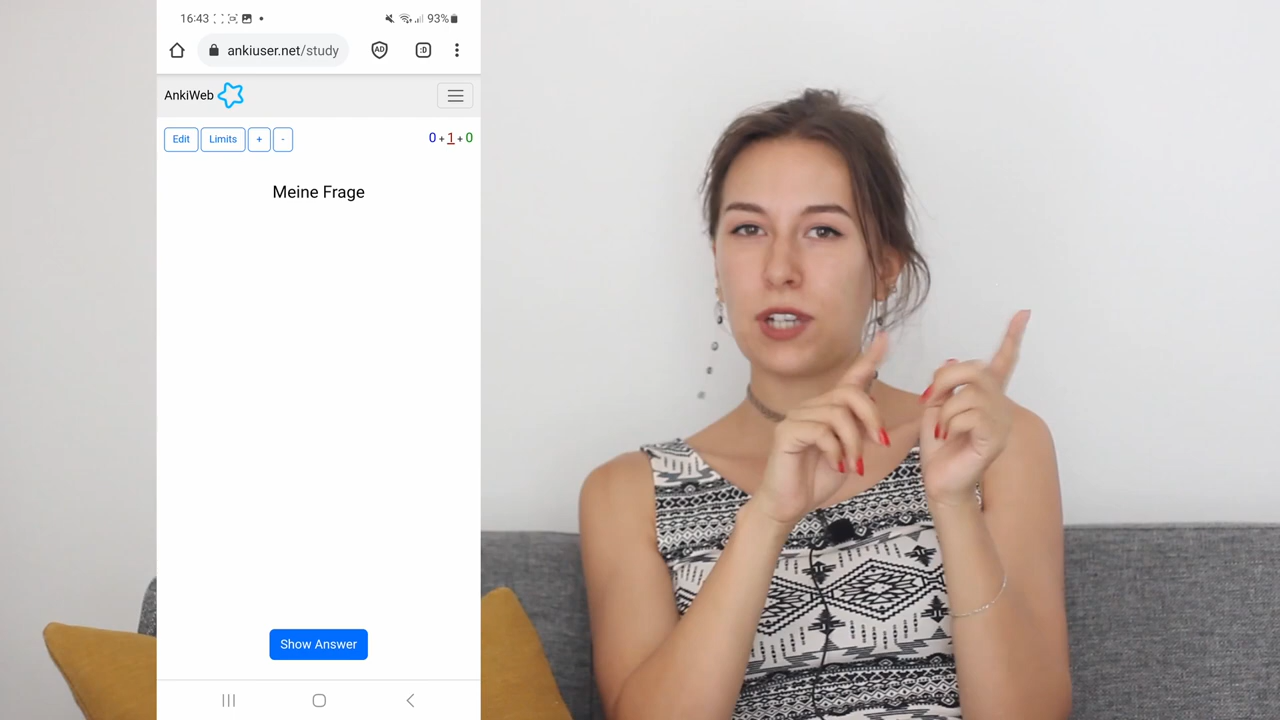 16:43 93%
ankiuser.net/study
AnkiWeb
Edit Limits + - 0 + 1 + 0
Meine Frage
Show Answer